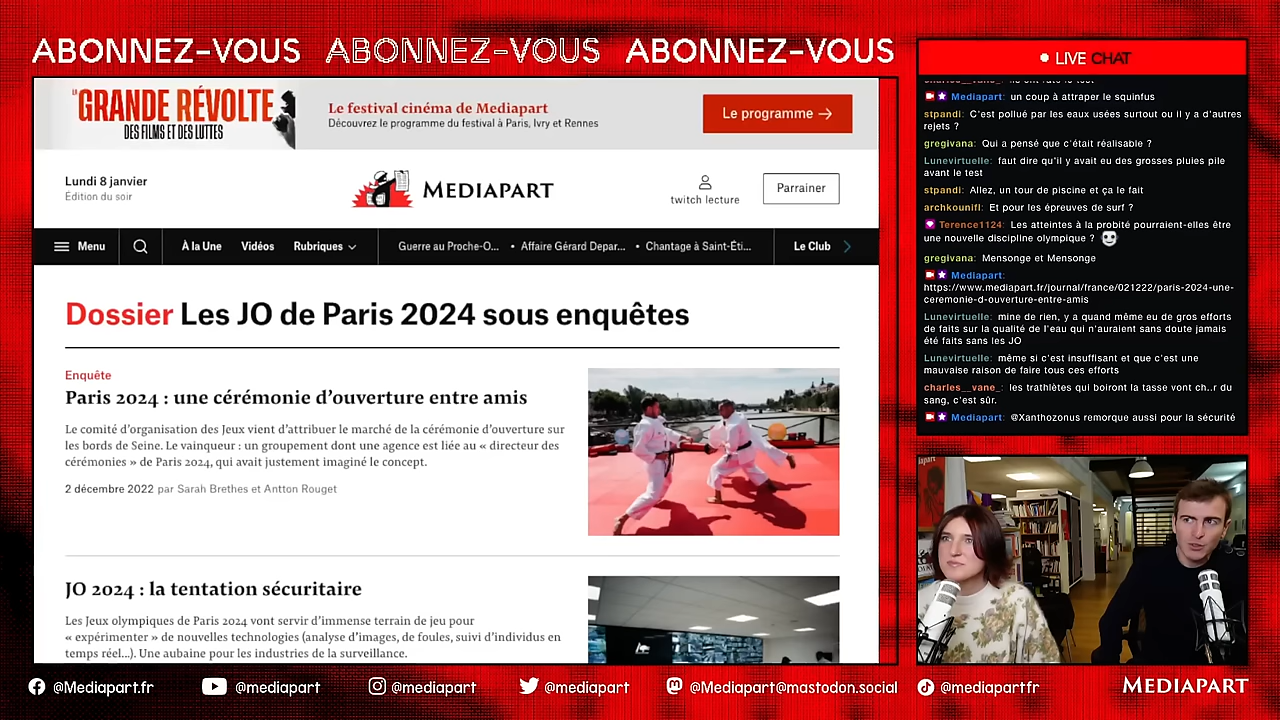 ABONNEZ-VOUS ABONNEZ-VOUS ABONNEZ-VOUS
LA
GRANDE RÉVOLTE
DES FILMS ET DES LUTTES
Le festival cinéma de Mediapart
Découvrez le programme du festival à Paris, Ivry et Rennes
Le programme →
Lundi 8 janvier
Édition du soir
MEDIAPART
twitch lecture
Parrainer
Menu
À la Une
Vidéos
Rubriques
Guerre au Proche-O... • Affaire Gérard Depar... • Chantage à Saint-Éti...
Le Club
Dossier Les JO de Paris 2024 sous enquêtes
Enquête
Paris 2024 : une cérémonie d’ouverture entre amis
Le comité d’organisation des Jeux vient d’attribuer le marché de la cérémonie d’ouverture sur
les bords de Seine. Le vainqueur : un groupement dont une agence est liée au « directeur des
cérémonies » de Paris 2024, qui avait justement imaginé le concept.
2 décembre 2022 par Sarah Brethes et Antton Rouget
JO 2024 : la tentation sécuritaire
Les Jeux olympiques de Paris 2024 vont servir d’immense terrain de jeu pour
« expérimenter » de nouvelles technologies (analyse d’images, de foules, suivi d’individus en
temps réel...). Une aubaine pour les industries de la surveillance.
LIVE CHAT
Mediapart: un coup à attraper le squinfus
stpandi: C’est pollué par les eaux usées surtout ou il y a d’autres
rejets ?
gregivana: Qui a pensé que c’était réalisable ?
Lunevirtuelle: faut dire qu’il y avait eu des grosses pluies pile
avant le test
stpandi: Allez, un tour de piscine et ça le fait
archkounifl: Et pour les épreuves de surf ?
Terence1124: Les atteintes à la probité pourraient-elles être
une nouvelle discipline olympique ?
gregivana: Mensonge et Mensonge
Mediapart:
https://www.mediapart.fr/journal/france/021222/paris-2024-une-
ceremonie-d-ouverture-entre-amis
Lunevirtuelle: mine de rien, y a quand même eu de gros efforts
de faits sur la qualité de l’eau qui n’auraient sans doute jamais
été faits sans les JO
Lunevirtuelle: même si c’est insuffisant et que c’est une
mauvaise raison de faire tous ces efforts
charles__vane_: les trathlètes qui boiront la tasse vont ch..r du
sang, c’est sûr.
Mediapart: @Xanthozonus remorque aussi pour la sécurité
@Mediapart.fr
@mediapart
@mediapart
@mediapart
@Mediapart@mastodon.social
@mediapartfr
MEDIAPART